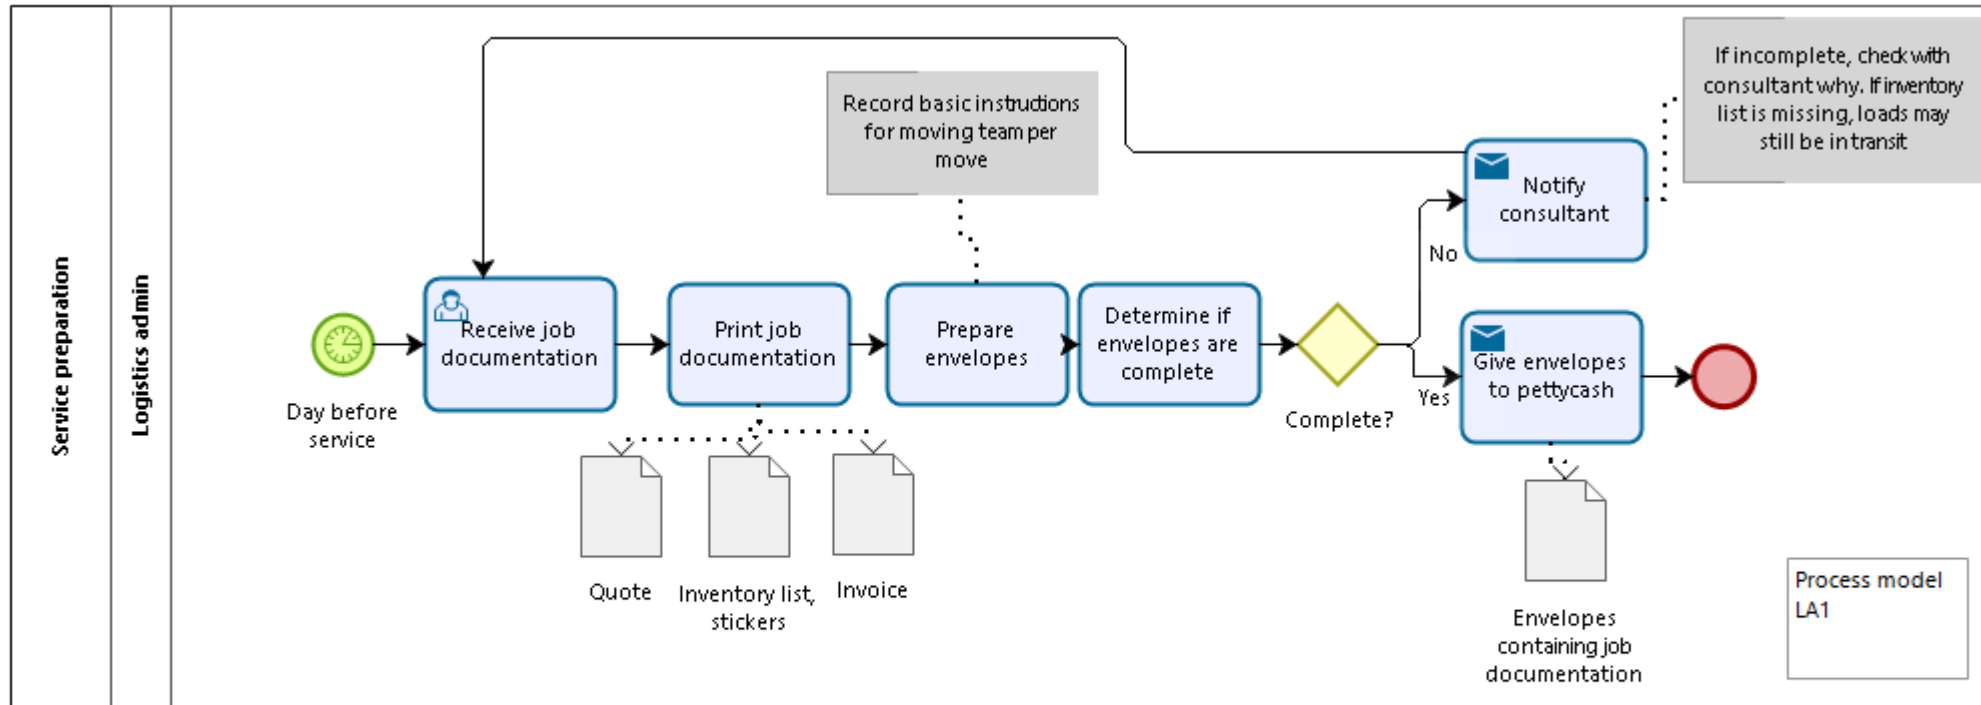 Service preparation
Logistics admin
Day before
service
Receive job
documentation
Print job
documentation
Quote
Inventory list,
stickers
Invoice
Record basic instructions
for moving team per
move
Prepare
envelopes
Determine if
envelopes are
complete
Complete?
No
Yes
Notify
consultant
If incomplete, check with
consultant why. If inventory
list is missing, loads may
still be in transit
Give envelopes
to pettycash
Envelopes
containing job
documentation
Process model
LA1